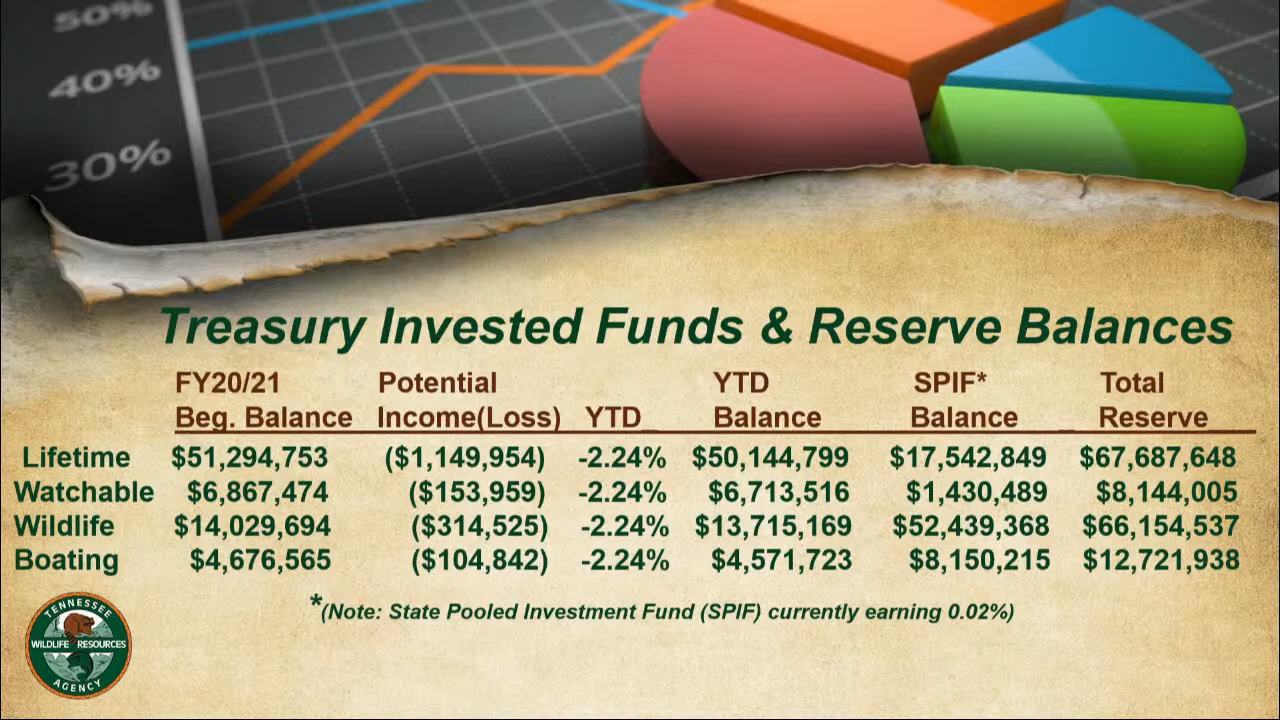 50%
40%
30%
Treasury Invested Funds & Reserve Balances
FY20/21 Potential YTD SPIF* Total
Beg. Balance Income(Loss) YTD_ Balance Balance _ Reserve
Lifetime $51,294,753 ($1,149,954) -2.24% $50,144,799 $17,542,849 $67,687,648
Watchable $6,867,474 ($153,959) -2.24% $6,713,516 $1,430,489 $8,144,005
Wildlife $14,029,694 ($314,525) -2.24% $13,715,169 $52,439,368 $66,154,537
Boating $4,676,565 ($104,842) -2.24% $4,571,723 $8,150,215 $12,721,938
*(Note: State Pooled Investment Fund (SPIF) currently earning 0.02%)
TENNESSEE
WILDLIFE RESOURCES
AGENCY